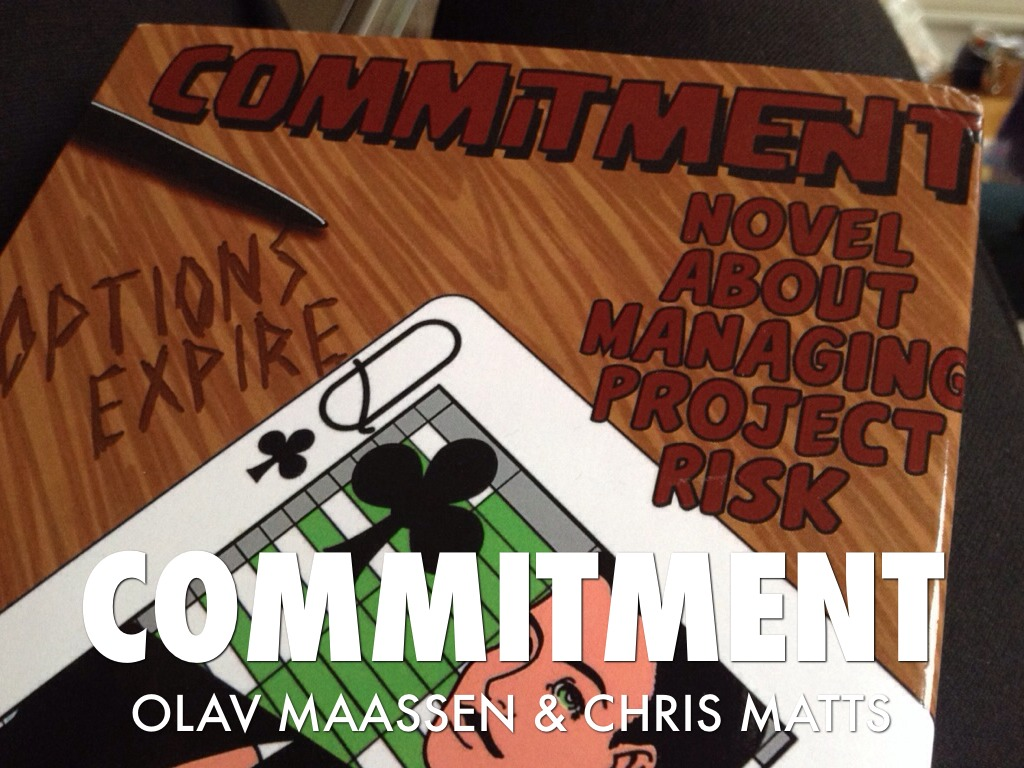 COMMiTMENT
NOVEL
ABOUT
MANAGING
PROJECT
RISK
OPTIONS
EXPIRE
Q
COMMITMENT
OLAV MAASSEN & CHRIS MATTS